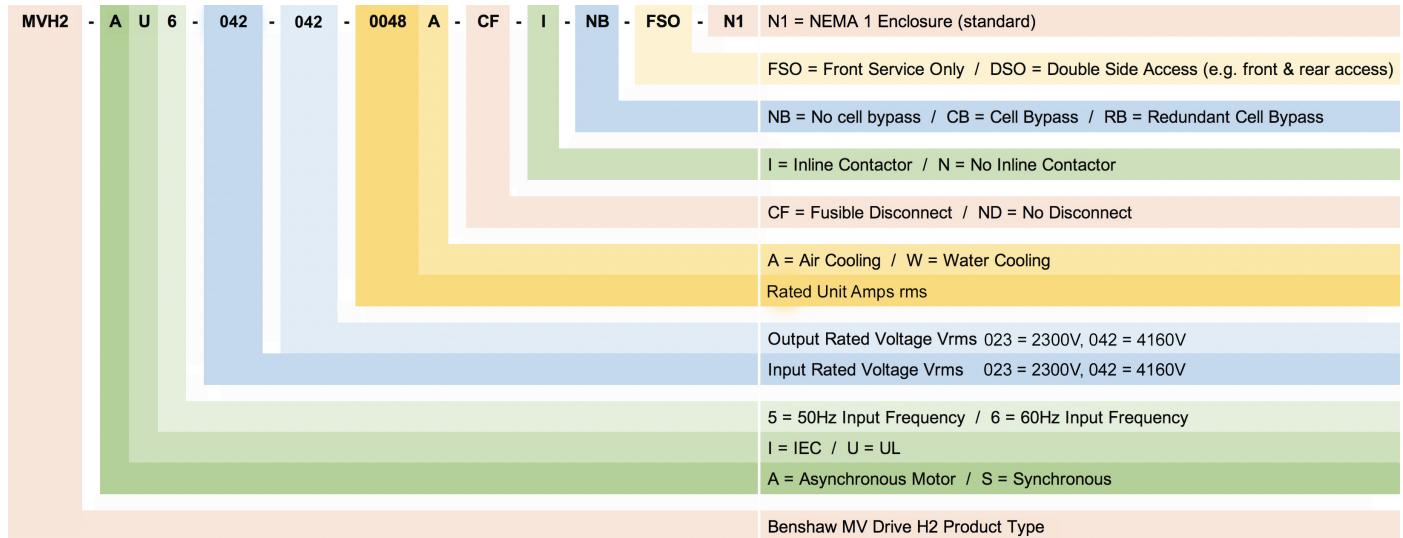 MVH2 - A U 6 - 042 - 042 - 0048 A - CF - I - NB - FSO - N1 N1 = NEMA 1 Enclosure (standard)
FSO = Front Service Only / DSO = Double Side Access (e.g. front & rear access)
NB = No cell bypass / CB = Cell Bypass / RB = Redundant Cell Bypass
I = Inline Contactor / N = No Inline Contactor
CF = Fusible Disconnect / ND = No Disconnect
A = Air Cooling / W = Water Cooling
Rated Unit Amps rms
Output Rated Voltage Vrms 023 = 2300V, 042 = 4160V
Input Rated Voltage Vrms 023 = 2300V, 042 = 4160V
5 = 50Hz Input Frequency / 6 = 60Hz Input Frequency
I = IEC / U = UL
A = Asynchronous Motor / S = Synchronous
Benshaw MV Drive H2 Product Type